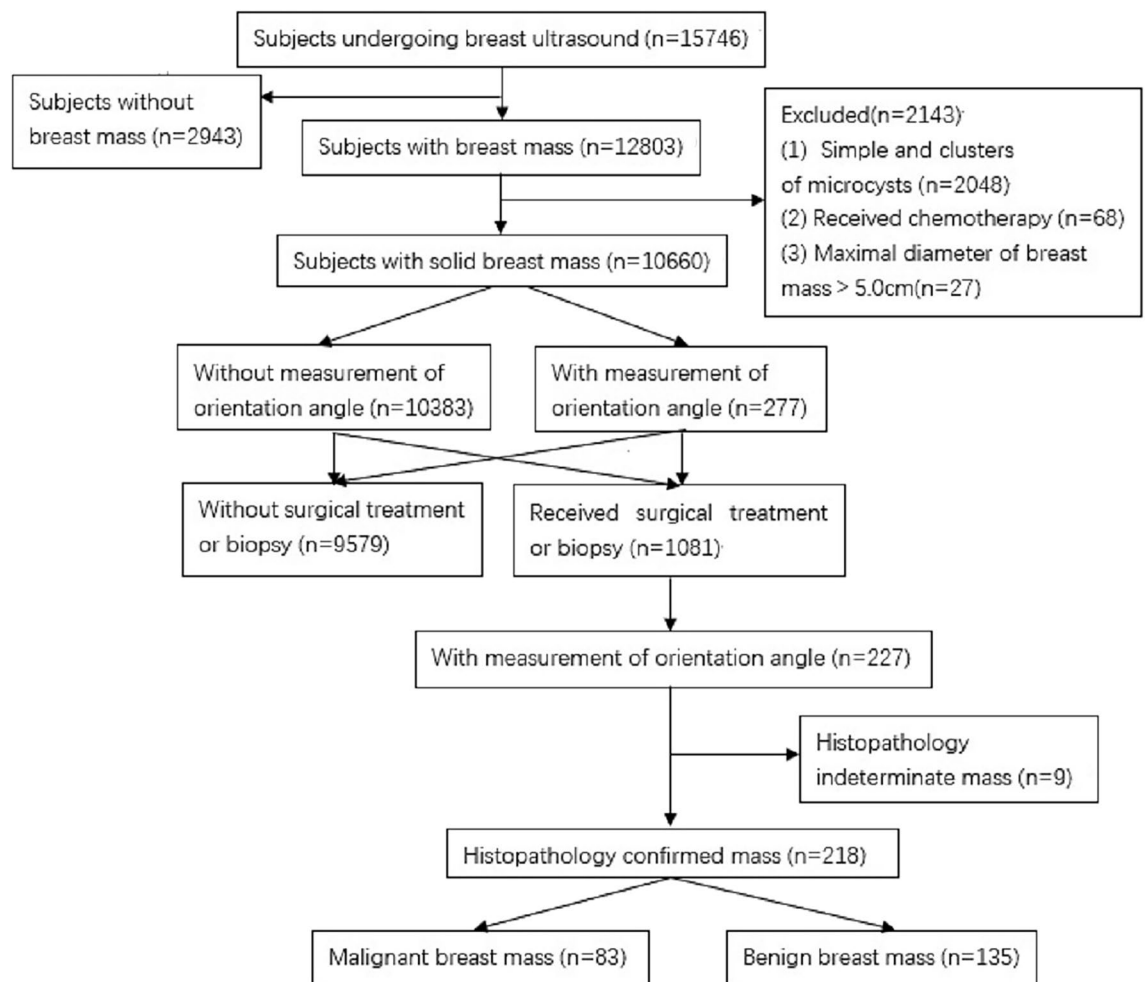 Subjects undergoing breast ultrasound (n=15746)
Subjects without
breast mass (n=2943)
Subjects with breast mass (n=12803)
Excluded(n=2143)
(1) Simple and clusters
of microcysts (n=2048)
(2) Received chemotherapy (n=68)
(3) Maximal diameter of breast
mass > 5.0cm(n=27)
Subjects with solid breast mass (n=10660)
Without measurement of
orientation angle (n=10383)
With measurement of
orientation angle (n=277)
Without surgical treatment
or biopsy (n=9579)
Received surgical treatment
or biopsy (n=1081)
With measurement of orientation angle (n=227)
Histopathology
indeterminate mass (n=9)
Histopathology confirmed mass (n=218)
Malignant breast mass (n=83)
Benign breast mass (n=135)